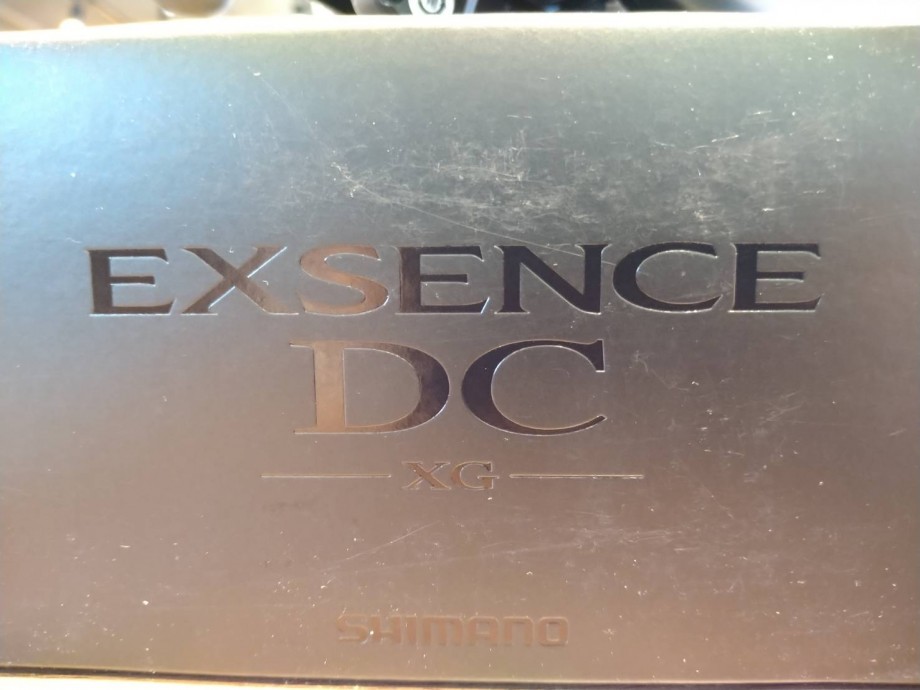 EXSENCE
DC
XG
SHIMANO